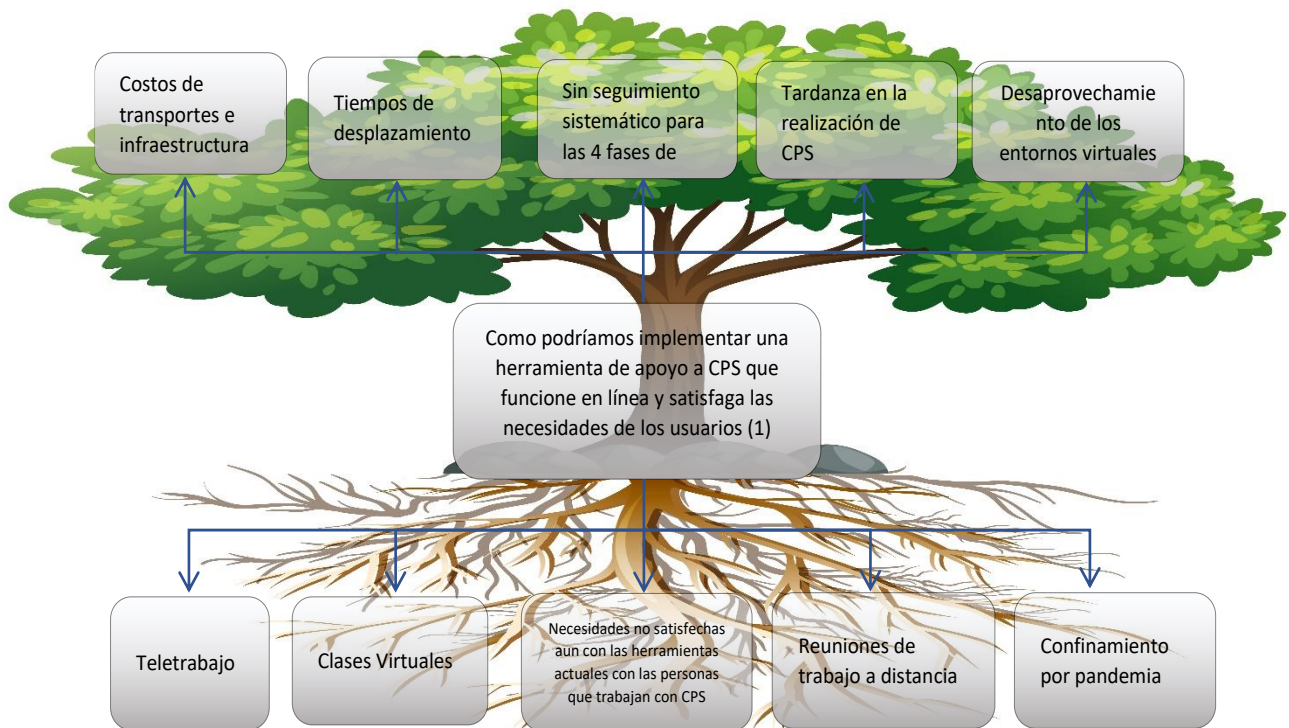 Costos de
transportes e
infraestructura
Tiempos de
desplazamiento
Sin seguimiento
sistemático para
las 4 fases de
Tardanza en la
realización de
CPS
Desaprovechamie
nto de los
entornos virtuales
Como podríamos implementar una
herramienta de apoyo a CPS que
funcione en línea y satisfaga las
necesidades de los usuarios (1)
Teletrabajo
Clases Virtuales
Necesidades no satisfechas
aun con las herramientas
actuales con las personas
que trabajan con CPS
Reuniones de
trabajo a distancia
Confinamiento
por pandemia